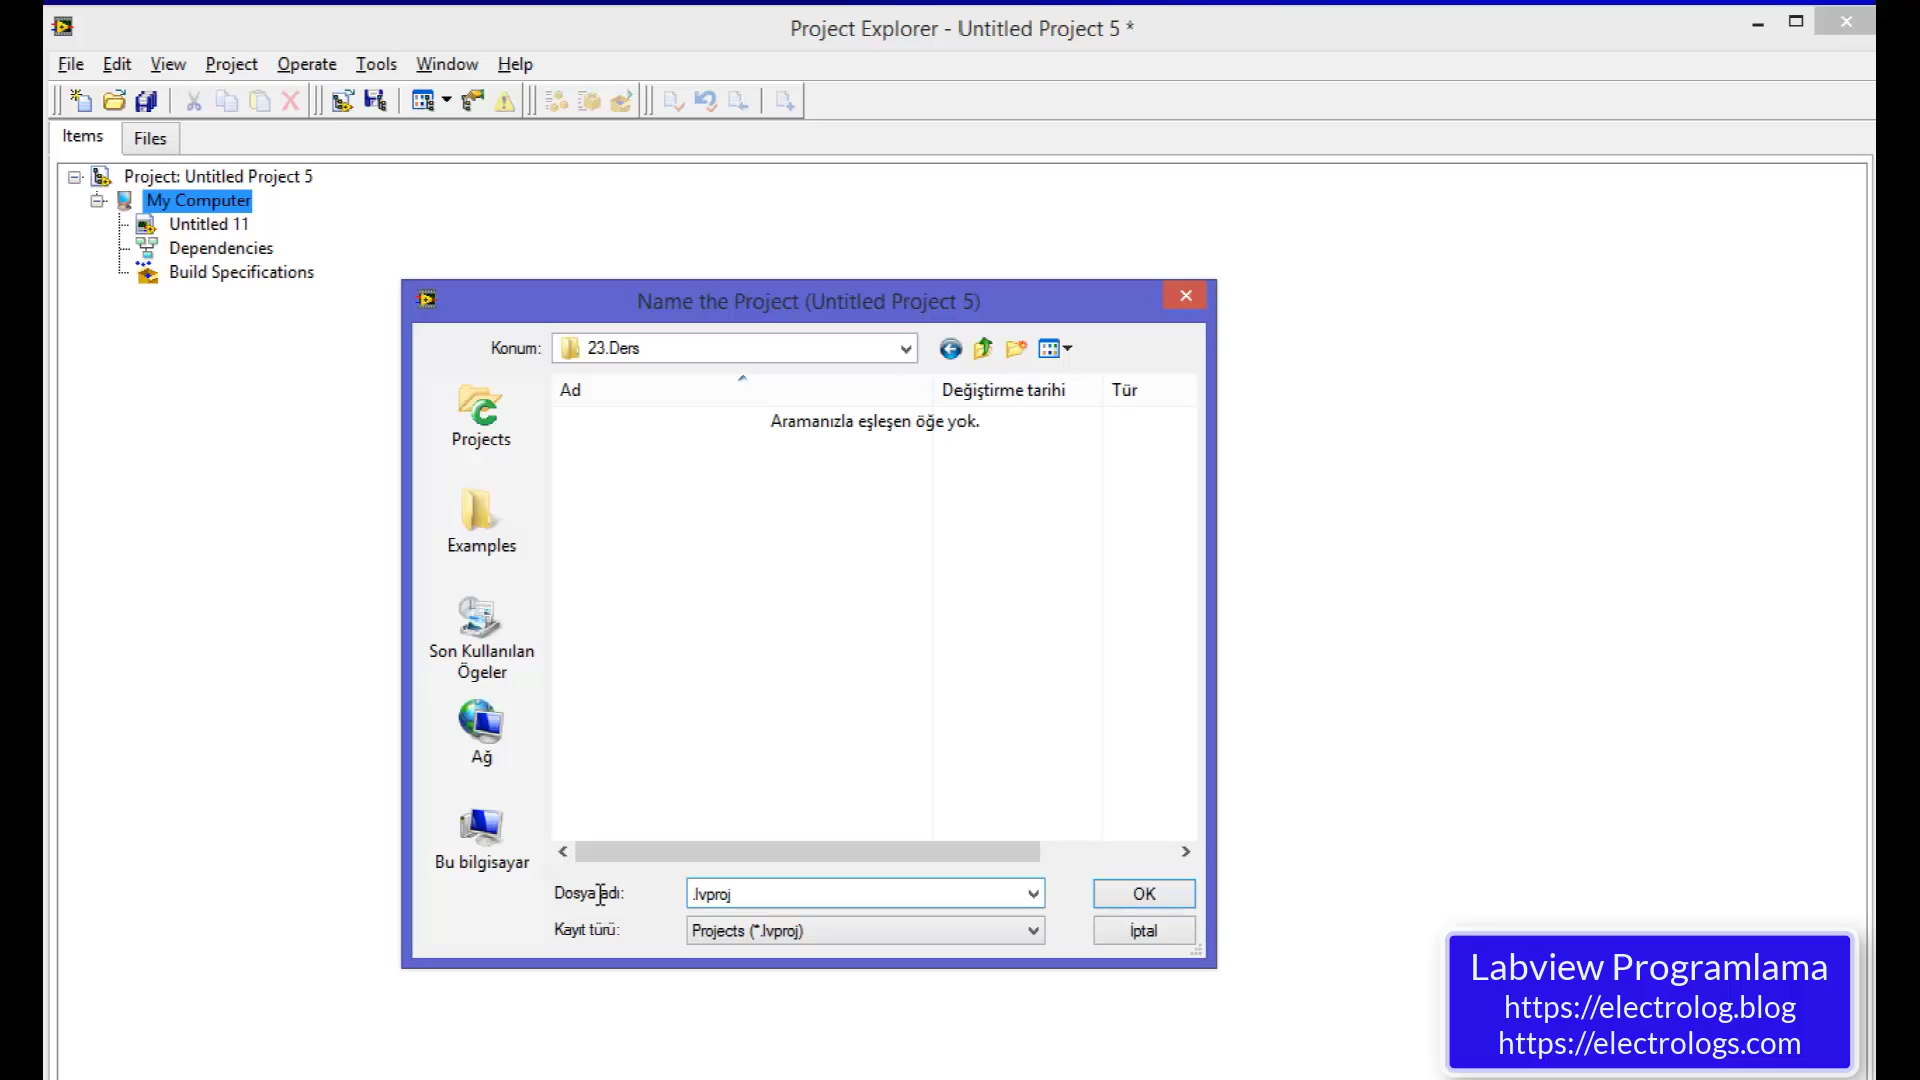 Project Explorer - Untitled Project 5 *
File Edit View Project Operate Tools Window Help
Items Files
Project: Untitled Project 5
My Computer
Untitled 11
Dependencies
Build Specifications
Name the Project (Untitled Project 5)
Konum: 23.Ders
Ad Değiştirme tarihi Tür
Aramanızla eşleşen öğe yok.
Projects
Examples
Son Kullanılan
Ögeler
Ağ
Bu bilgisayar
Dosya adı: .lvproj OK
Kayıt türü: Projects (*.lvproj) İptal
Labview Programlama
https://electrolog.blog
https://electrologs.com